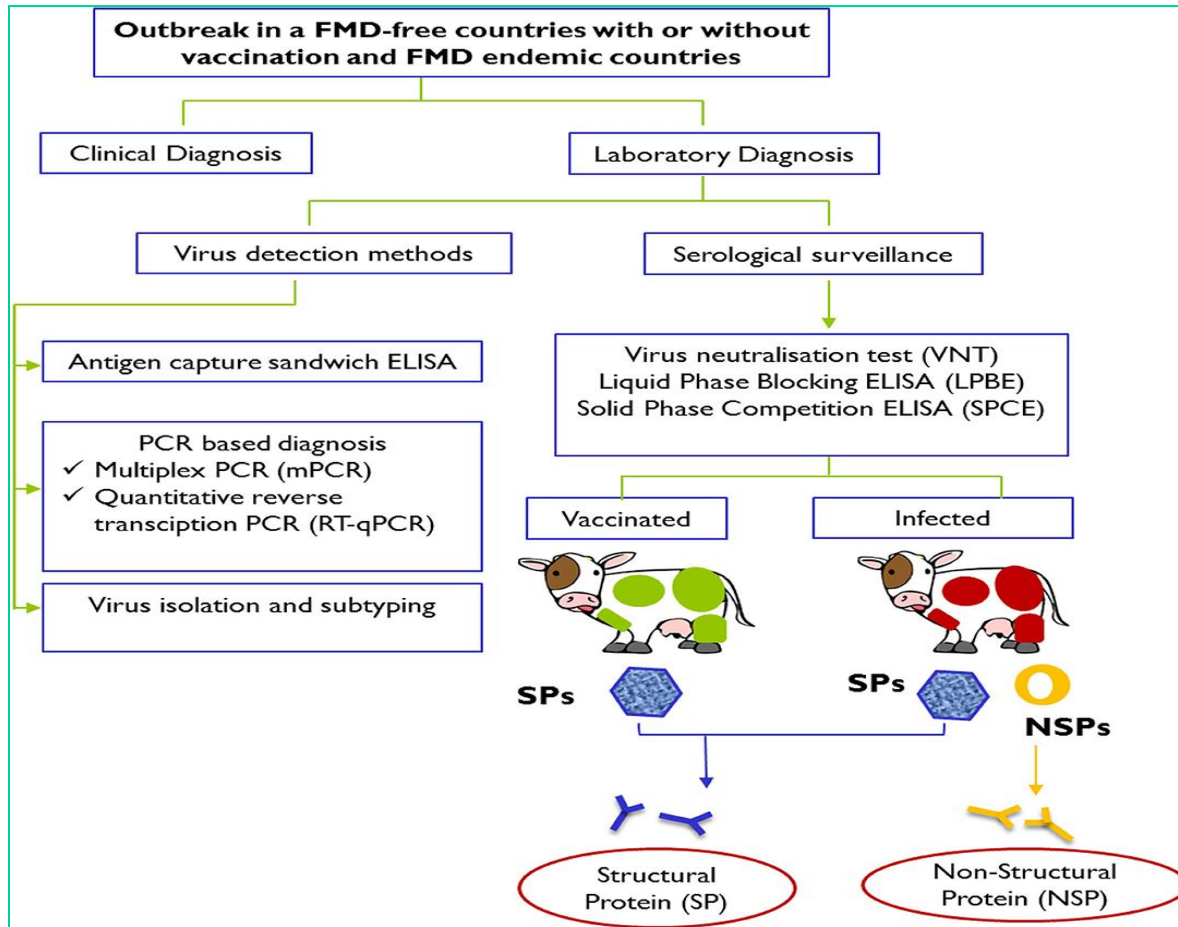 Outbreak in a FMD-free countries with or without
vaccination and FMD endemic countries
Clinical Diagnosis
Laboratory Diagnosis
Virus detection methods
Serological surveillance
Antigen capture sandwich ELISA
PCR based diagnosis
✓ Multiplex PCR (mPCR)
✓ Quantitative reverse
transciption PCR (RT-qPCR)
Virus isolation and subtyping
Virus neutralisation test (VNT)
Liquid Phase Blocking ELISA (LPBE)
Solid Phase Competition ELISA (SPCE)
Vaccinated
Infected
SPs
SPs
NSPs
Structural
Protein (SP)
Non-Structural
Protein (NSP)